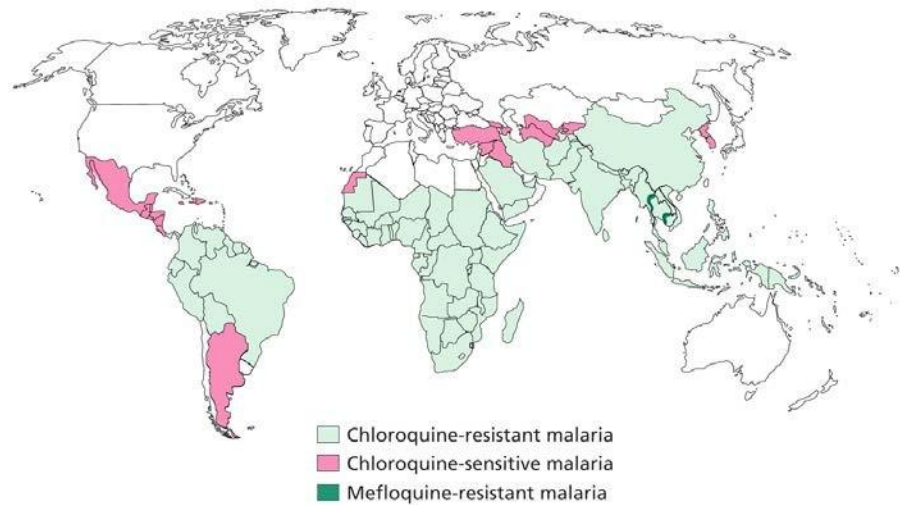 Chloroquine-resistant malaria
Chloroquine-sensitive malaria
Mefloquine-resistant malaria